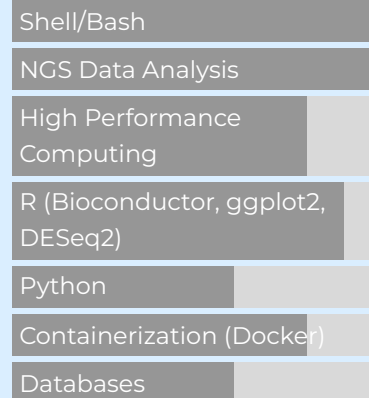 Shell/Bash
NGS Data Analysis
High Performance
Computing
R (Bioconductor, ggplot2,
DESeq2)
Python
Containerization (Docker)
Databases